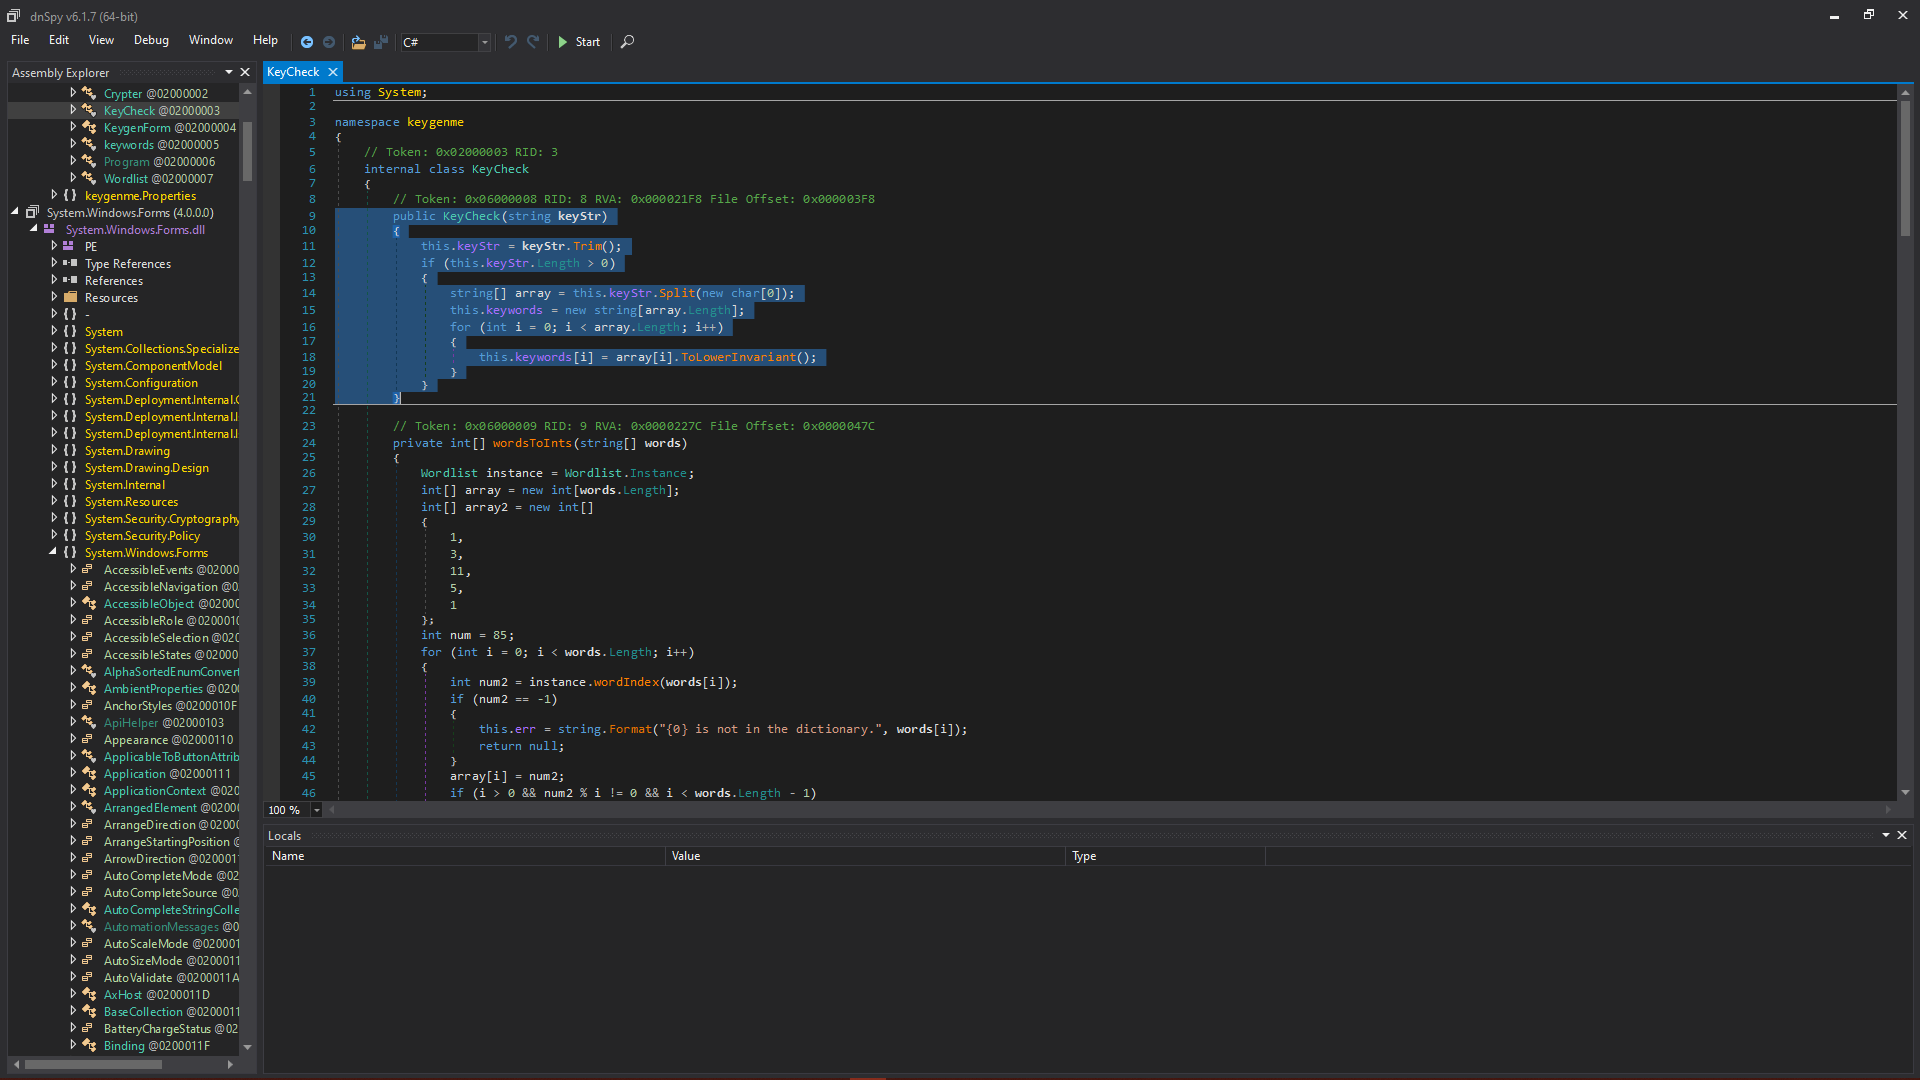 dnSpy v6.1.7 (64-bit)
File Edit View Debug Window Help C# Start
Assembly Explorer
Crypter @02000002
KeyCheck @02000003
KeygenForm @02000004
keywords @02000005
Program @02000006
Wordlist @02000007
{} keygenme.Properties
System.Windows.Forms (4.0.0.0)
System.Windows.Forms.dll
PE
Type References
References
Resources
{} -
{} System
{} System.Collections.Specialize
{} System.ComponentModel
{} System.Configuration
{} System.Deployment.Internal.
{} System.Deployment.Internal.
{} System.Deployment.Internal.
{} System.Drawing
{} System.Drawing.Design
{} System.Internal
{} System.Resources
{} System.Security.Cryptography
{} System.Security.Policy
{} System.Windows.Forms
AccessibleEvents @02000
AccessibleNavigation @0
AccessibleObject @02000
AccessibleRole @0200010
AccessibleSelection @020
AccessibleStates @02000
AlphaSortedEnumConvert
AmbientProperties @020
AnchorStyles @0200010F
ApiHelper @02000103
Appearance @02000110
ApplicableToButtonAttrib
Application @02000111
ApplicationContext @020
ArrangedElement @0200
ArrangeDirection @02000
ArrangeStartingPosition @
ArrowDirection @020001
AutoCompleteMode @02
AutoCompleteSource @0
AutoCompleteStringColle
AutomationMessages @0
AutoScaleMode @020001
AutoSizeMode @0200011
AutoValidate @0200011A
AxHost @0200011D
BaseCollection @0200011
BatteryChargeStatus @02
Binding @0200011F
KeyCheck
1 using System;
2
3 namespace keygenme
4 {
5 // Token: 0x02000003 RID: 3
6 internal class KeyCheck
7 {
8 // Token: 0x06000008 RID: 8 RVA: 0x000021F8 File Offset: 0x000003F8
9 public KeyCheck(string keyStr)
10 {
11 this.keyStr = keyStr.Trim();
12 if (this.keyStr.Length > 0)
13 {
14 string[] array = this.keyStr.Split(new char[0]);
15 this.keywords = new string[array.Length];
16 for (int i = 0; i < array.Length; i++)
17 {
18 this.keywords[i] = array[i].ToLowerInvariant();
19 }
20 }
21 }
22
23 // Token: 0x06000009 RID: 9 RVA: 0x0000227C File Offset: 0x0000047C
24 private int[] wordsToInts(string[] words)
25 {
26 Wordlist instance = Wordlist.Instance;
27 int[] array = new int[words.Length];
28 int[] array2 = new int[]
29 {
30 1,
31 3,
32 11,
33 5,
34 1
35 };
36 int num = 85;
37 for (int i = 0; i < words.Length; i++)
38 {
39 int num2 = instance.wordIndex(words[i]);
40 if (num2 == -1)
41 {
42 this.err = string.Format("{0} is not in the dictionary.", words[i]);
43 return null;
44 }
45 array[i] = num2;
46 if (i > 0 && num2 % i != 0 && i < words.Length - 1)
100 %
Locals
Name Value Type